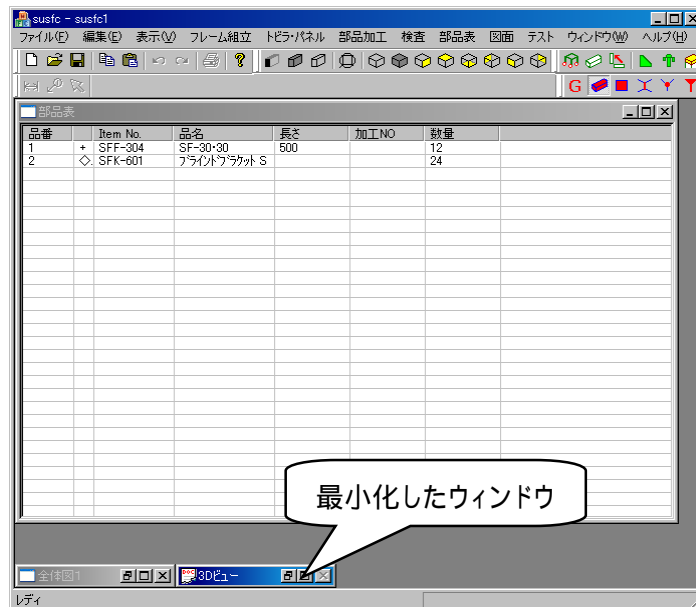 susfc - susfc1
ファイル(F) 編集(E) 表示(V) フレーム組立 トビラ・パネル 部品加工 検査 部品表 図面 テスト ウィンドウ(W) ヘルプ(H)
G
部品表
品番 Item No. 品名 長さ 加工NO 数量
1 + SFF-304 SF-30・30 500 12
2 ◇. SFK-601 ブラインドブラケット S 24
最小化したウィンドウ
全体図1 3Dビュー
レディ